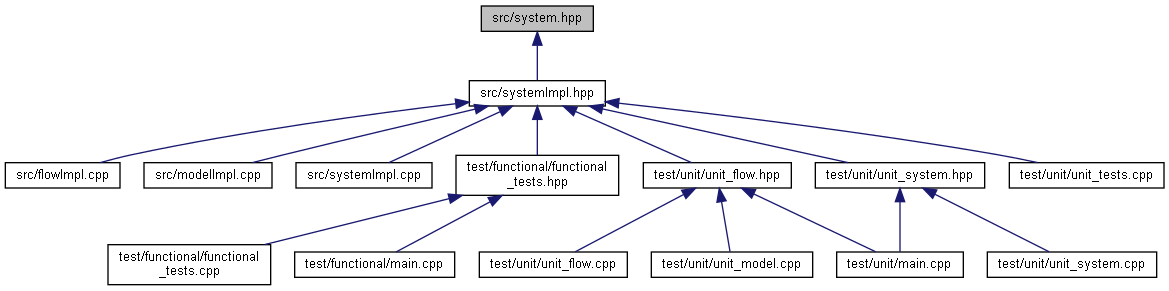 src/system.hpp
src/systemImpl.hpp
src/flowImpl.cpp
src/modelImpl.cpp
src/systemImpl.cpp
test/functional/functional
_tests.hpp
test/unit/unit_flow.hpp
test/unit/unit_system.hpp
test/unit/unit_tests.cpp
test/functional/functional
_tests.cpp
test/functional/main.cpp
test/unit/unit_flow.cpp
test/unit/unit_model.cpp
test/unit/main.cpp
test/unit/unit_system.cpp